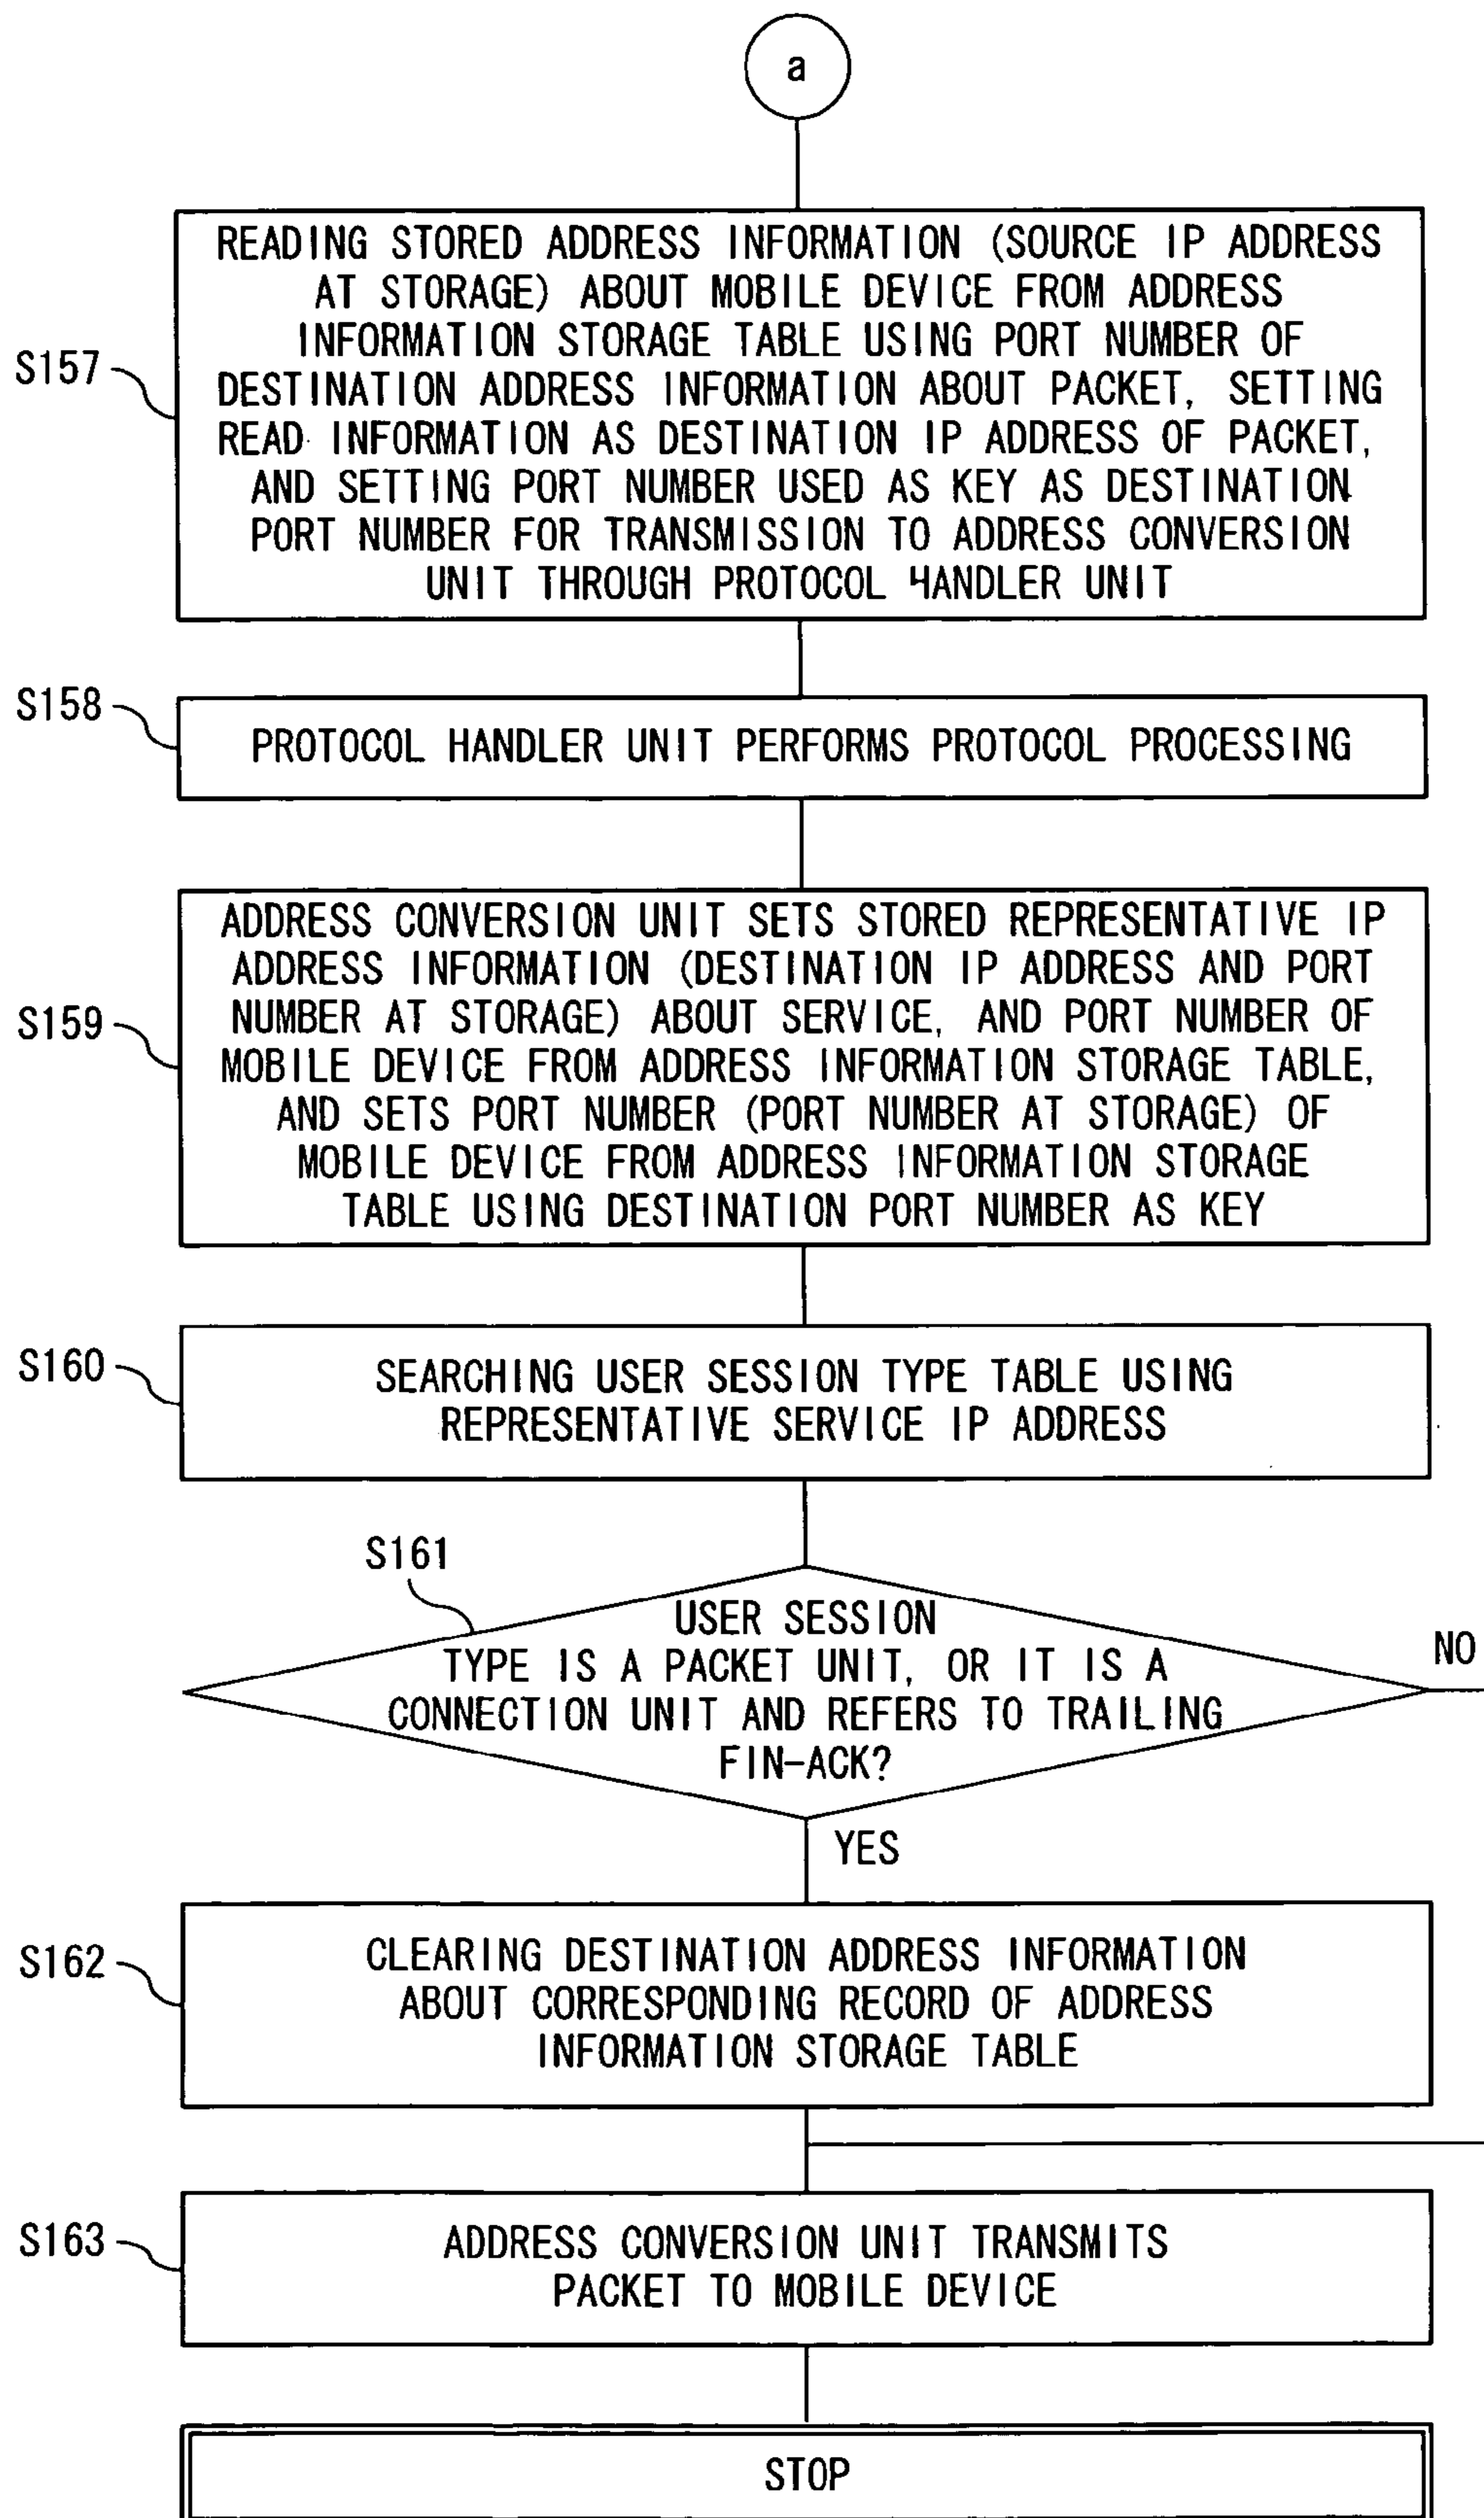 a
READING STORED ADDRESS INFORMATION (SOURCE IP ADDRESS
AT STORAGE) ABOUT MOBILE DEVICE FROM ADDRESS
INFORMATION STORAGE TABLE USING PORT NUMBER OF
S157
DESTINATION ADDRESS INFORMATION ABOUT PACKET, SETTING
READ INFORMATION AS DESTINATION IP ADDRESS OF PACKET,
AND SETTING PORT NUMBER USED AS KEY AS DESTINATION
PORT NUMBER FOR TRANSMISSION TO ADDRESS CONVERSION
UNIT THROUGH PROTOCOL HANDLER UNIT
S158
PROTOCOL HANDLER UNIT PERFORMS PROTOCOL PROCESSING
ADDRESS CONVERSION UNIT SETS STORED REPRESENTATIVE IP
ADDRESS INFORMATION (DESTINATION IP ADDRESS AND PORT
S159
NUMBER AT STORAGE) ABOUT SERVICE, AND PORT NUMBER OF
MOBILE DEVICE FROM ADDRESS INFORMATION STORAGE TABLE,
AND SETS PORT NUMBER (PORT NUMBER AT STORAGE) OF
MOBILE DEVICE FROM ADDRESS INFORMATION STORAGE
TABLE USING DESTINATION PORT NUMBER AS KEY
S160
SEARCHING USER SESSION TYPE TABLE USING
REPRESENTATIVE SERVICE IP ADDRESS
S161
USER SESSION
TYPE IS A PACKET UNIT, OR IT IS A
CONNECTION UNIT AND REFERS TO TRAILING
FIN-ACK?
NO
YES
S162
CLEARING DESTINATION ADDRESS INFORMATION
ABOUT CORRESPONDING RECORD OF ADDRESS
INFORMATION STORAGE TABLE
S163
ADDRESS CONVERSION UNIT TRANSMITS
PACKET TO MOBILE DEVICE
STOP